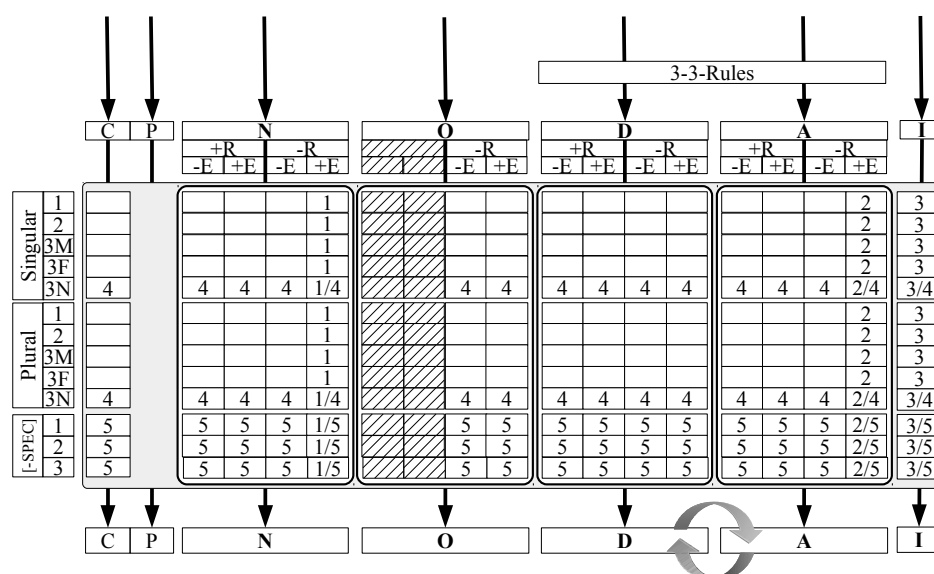 3-3-Rules
C P N O D A I
+R -R -R +R -R +R -R
-E +E -E +E -E +E -E +E -E +E -E +E -E +E
Singular
1 1 2 3
2 1 2 3
3M 1 2 3
3F 1 2 3
3N 4 4 4 4 1/4 4 4 4 4 4 4 4 4 4 2/4 3/4
Plural
1 1 2 3
2 1 2 3
3M 1 2 3
3F 1 2 3
3N 4 4 4 4 1/4 4 4 4 4 4 4 4 4 4 2/4 3/4
[-SPEC]
1 5 5 5 5 1/5 5 5 5 5 5 5 5 5 5 2/5 3/5
2 5 5 5 5 1/5 5 5 5 5 5 5 5 5 5 2/5 3/5
3 5 5 5 5 1/5 5 5 5 5 5 5 5 5 5 2/5 3/5
C P N O D A I